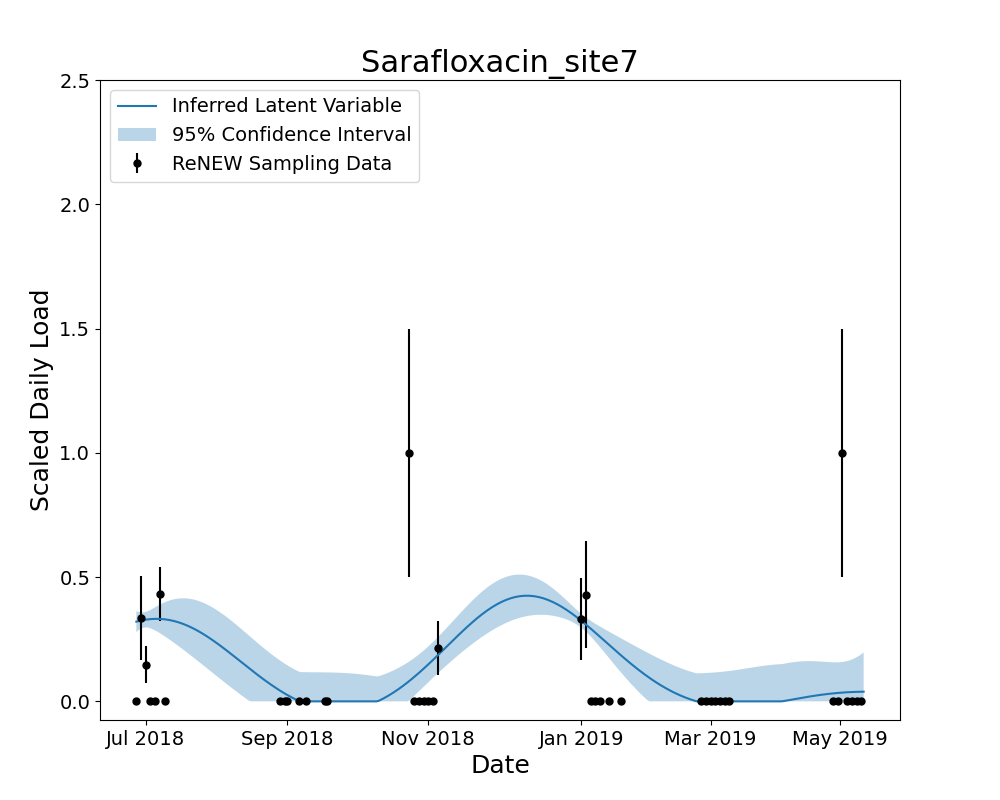 Sarafloxacin_site7
2.5
2.0
1.5
1.0
0.5
0.0
Scaled Daily Load
Inferred Latent Variable
95% Confidence Interval
ReNEW Sampling Data
Jul 2018
Sep 2018
Nov 2018
Jan 2019
Mar 2019
May 2019
Date